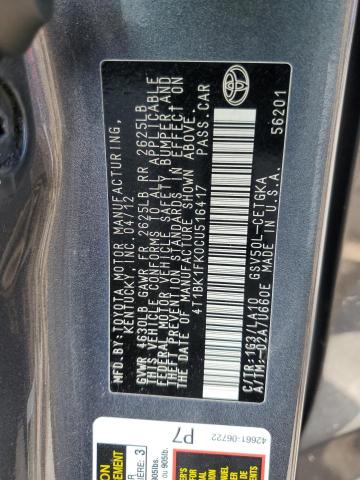 MFD.BY: TOYOTA MOTOR MANUFACTURING,
KENTUCKY, INC. 04/12
GVWR 4630LB GAWR FR 2625LB RR 2625LB
THIS VEHICLE CONFORMS TO ALL APPLICABLE
FEDERAL MOTOR VEHICLE SAFETY, BUMPER AND
THEFT PREVENTION STANDARDS IN EFFECT ON
THE DATE OF MANUFACTURE SHOWN ABOVE.
4T1BK1FK0CU516417 PASS.CAR
C/TR:1G3/LA10 GSV50L-CETGKA
A/TM:-02A/U660E MADE IN U.S.A.
56201
42661-06722
P7